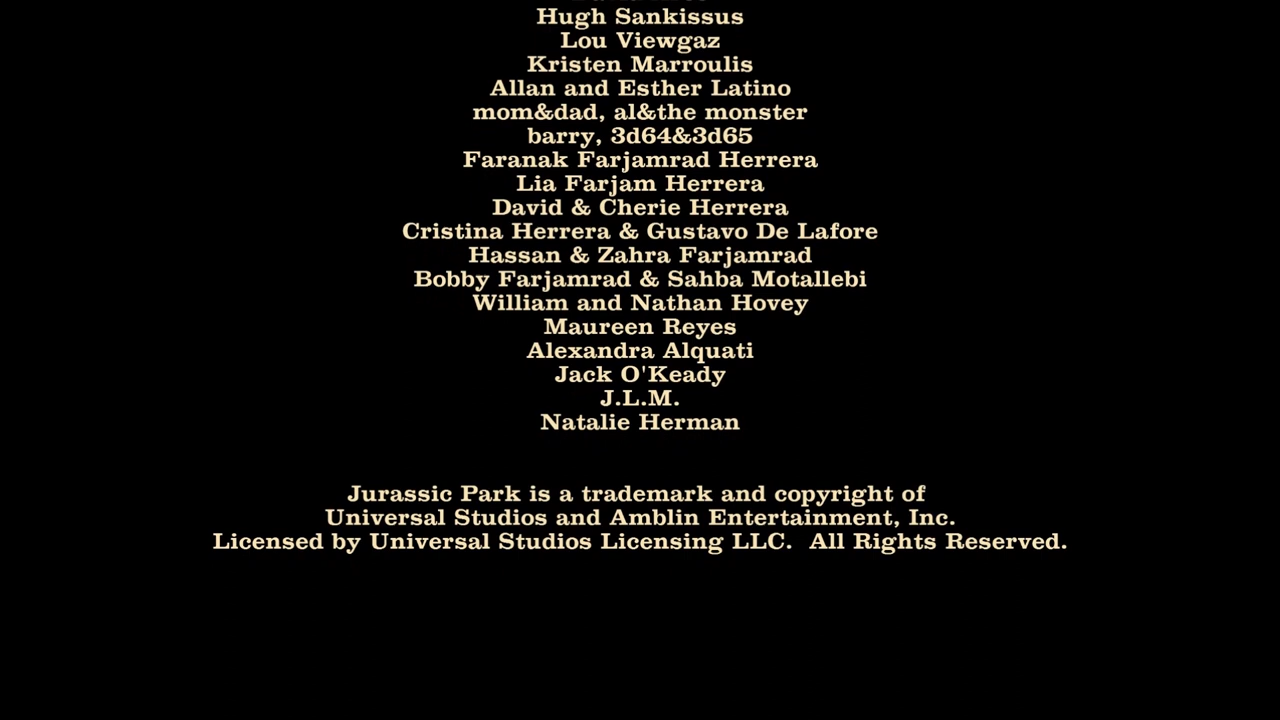 Hugh Sankissus
Lou Viewgaz
Kristen Marroulis
Allan and Esther Latino
mom&dad, al&the monster
barry, 3d64&3d65
Faranak Farjamrad Herrera
Lia Farjam Herrera
David & Cherie Herrera
Cristina Herrera & Gustavo De Lafore
Hassan & Zahra Farjamrad
Bobby Farjamrad & Sahba Motallebi
William and Nathan Hovey
Maureen Reyes
Alexandra Alquati
Jack O'Keady
J.L.M.
Natalie Herman
Jurassic Park is a trademark and copyright of
Universal Studios and Amblin Entertainment, Inc.
Licensed by Universal Studios Licensing LLC.  All Rights Reserved.